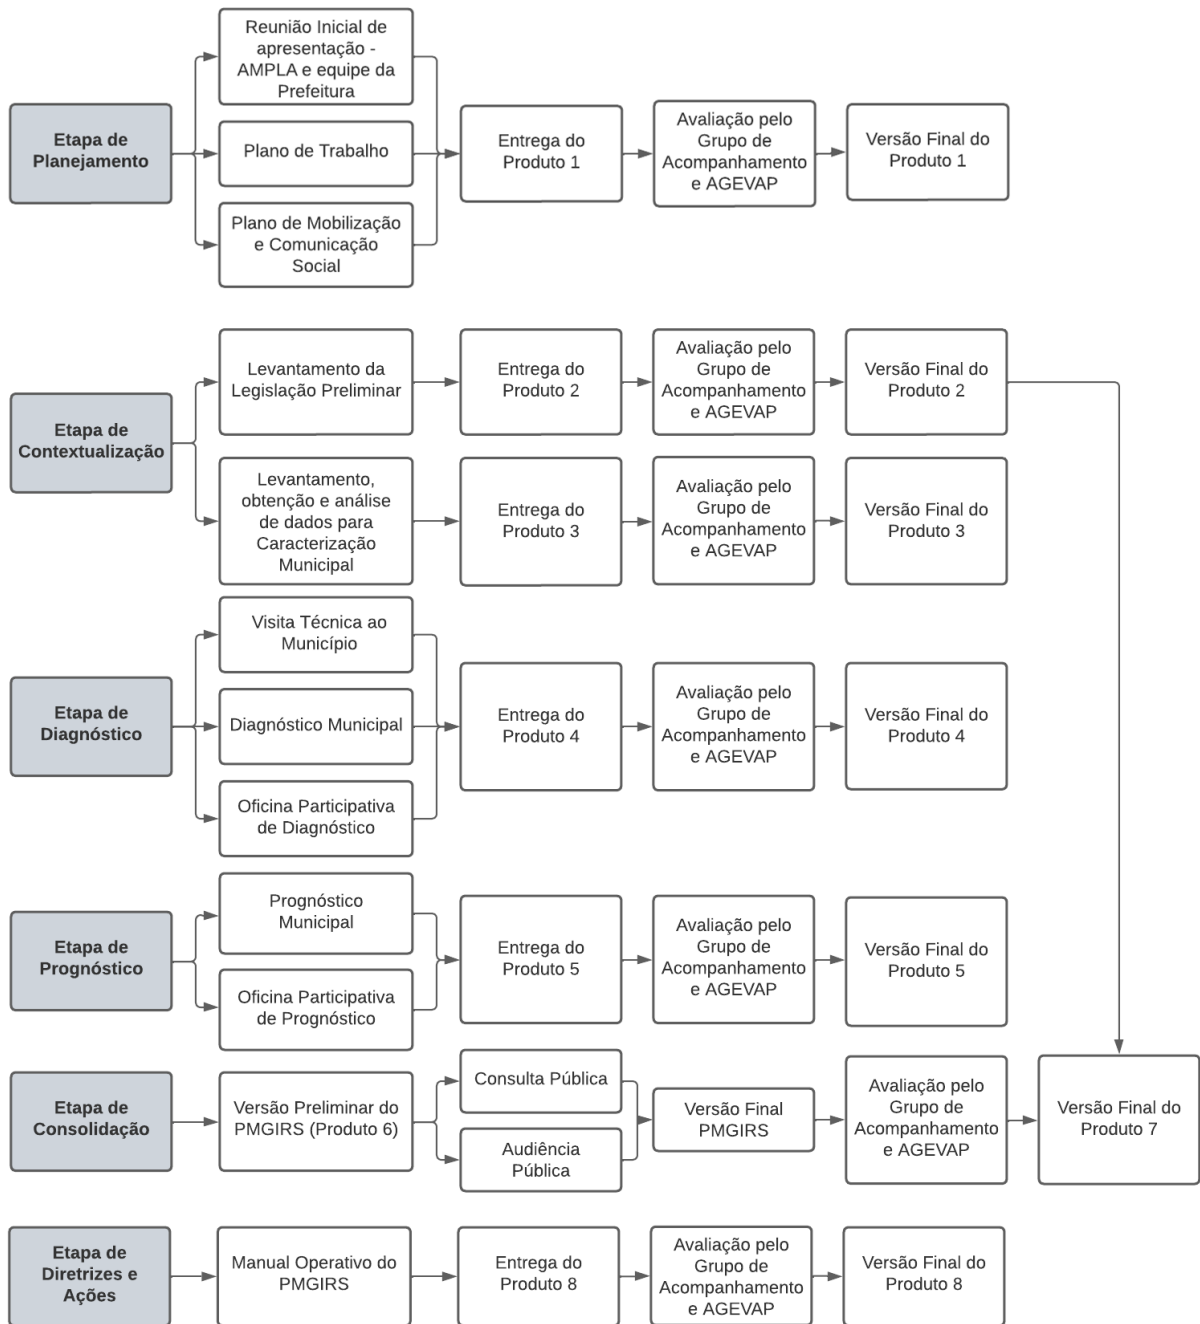 Etapa de
Planejamento
Reunião Inicial de
apresentação -
AMPLA e equipe da
Prefeitura
Plano de Trabalho
Plano de Mobilização
e Comunicação
Social
Entrega do
Produto 1
Avaliação pelo
Grupo de
Acompanhamento
e AGEVAP
Versão Final do
Produto 1
Etapa de
Contextualização
Levantamento da
Legislação Preliminar
Entrega do
Produto 2
Avaliação pelo
Grupo de
Acompanhamento
e AGEVAP
Versão Final do
Produto 2
Levantamento,
obtenção e análise
de dados para
Caracterização
Municipal
Entrega do
Produto 3
Avaliação pelo
Grupo de
Acompanhamento
e AGEVAP
Versão Final do
Produto 3
Etapa de
Diagnóstico
Visita Técnica ao
Município
Diagnóstico Municipal
Oficina Participativa
de Diagnóstico
Entrega do
Produto 4
Avaliação pelo
Grupo de
Acompanhamento
e AGEVAP
Versão Final do
Produto 4
Etapa de
Prognóstico
Prognóstico
Municipal
Oficina Participativa
de Prognóstico
Entrega do
Produto 5
Avaliação pelo
Grupo de
Acompanhamento
e AGEVAP
Versão Final do
Produto 5
Etapa de
Consolidação
Versão Preliminar do
PMGIRS (Produto 6)
Consulta Pública
Audiência
Pública
Versão Final
PMGIRS
Avaliação pelo
Grupo de
Acompanhamento
e AGEVAP
Versão Final do
Produto 7
Etapa de
Diretrizes e
Ações
Manual Operativo do
PMGIRS
Entrega do
Produto 8
Avaliação pelo
Grupo de
Acompanhamento
e AGEVAP
Versão Final do
Produto 8